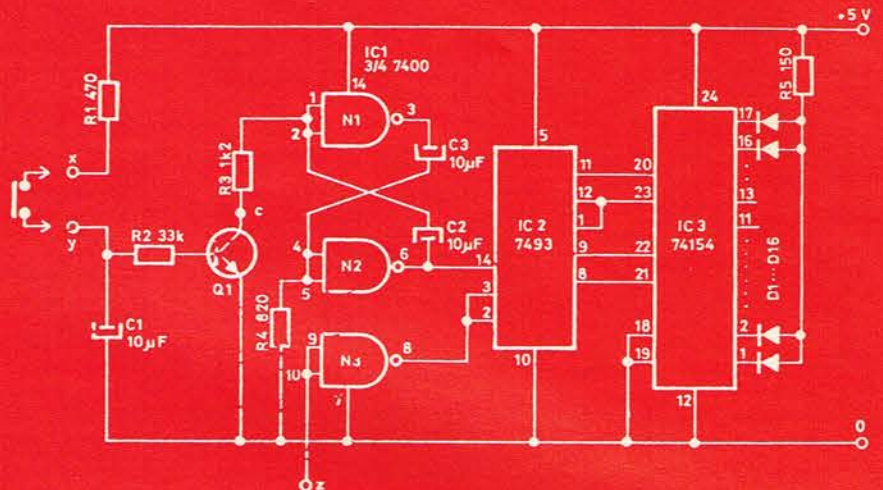 +5 V
IC1
3/4 7400
14
R1 470
R3 1k2
1
2
N1
3
C3
10µF
5
24
R5 150
17
16
x
y
c
R2 33k
Q1
C1
10µF
4
5
N2
6
C2
10µF
14
3
2
IC 2
7493
11
12
1
9
8
20
23
22
21
18
19
IC 3
74154
13
11
D1...D16
2
1
R4 820
9
10
N3
8
7
10
12
0
z